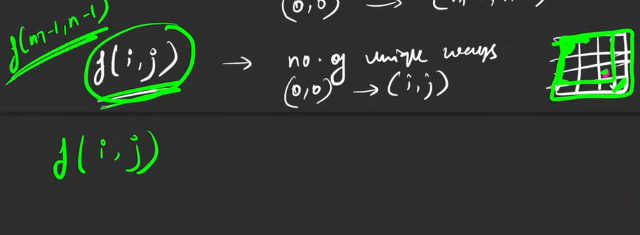 (0,0) →
f(m-1, n-1)
f(i,j) → no. of unique ways
(0,0) → (i,j)
f(i,j)